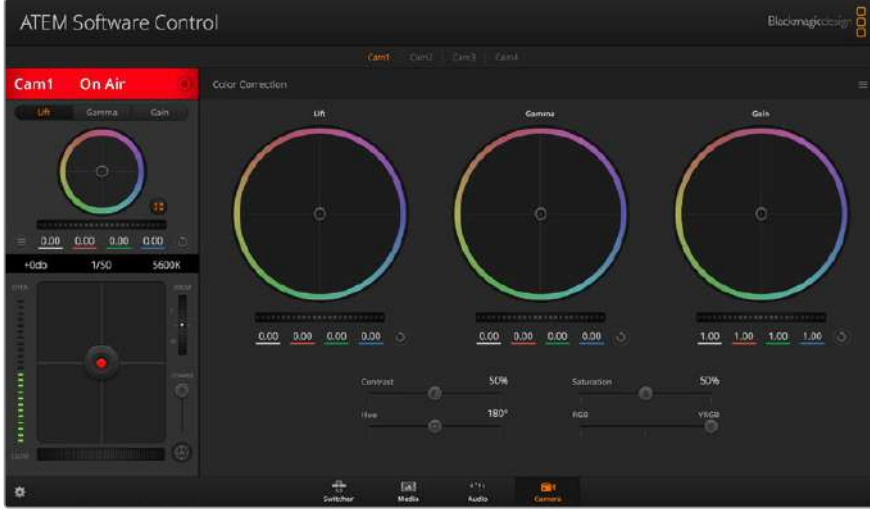 ATEM Software Control
Blackmagicdesign
Cam1 Cam2 Cam3 Cam4
Cam1 On Air
Color Correction
Lift Gamma Gain
Lift Gamma Gain
0.00 0.00 0.00 0.00
+0db 1/50 5600K
0.00 0.00 0.00 0.00
0.00 0.00 0.00 0.00
1.00 1.00 1.00 1.00
Contrast 50%
Saturation 50%
Hue 180°
RGB YRGB
Switcher Media Audio Camera